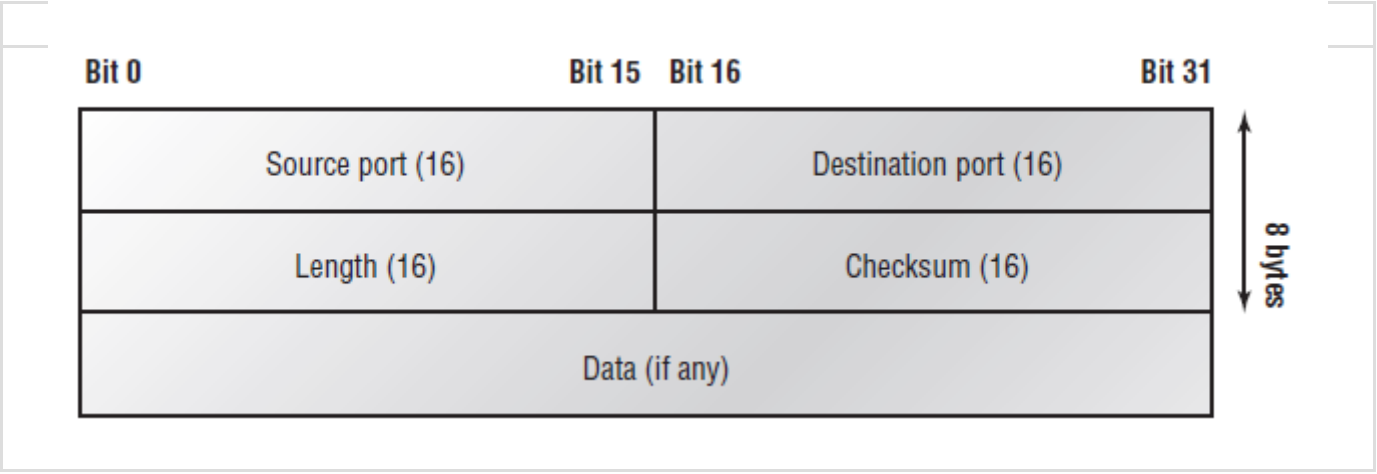 Bit 0 Bit 15 Bit 16 Bit 31
Source port (16) Destination port (16)
Length (16) Checksum (16)
8 bytes
Data (if any)